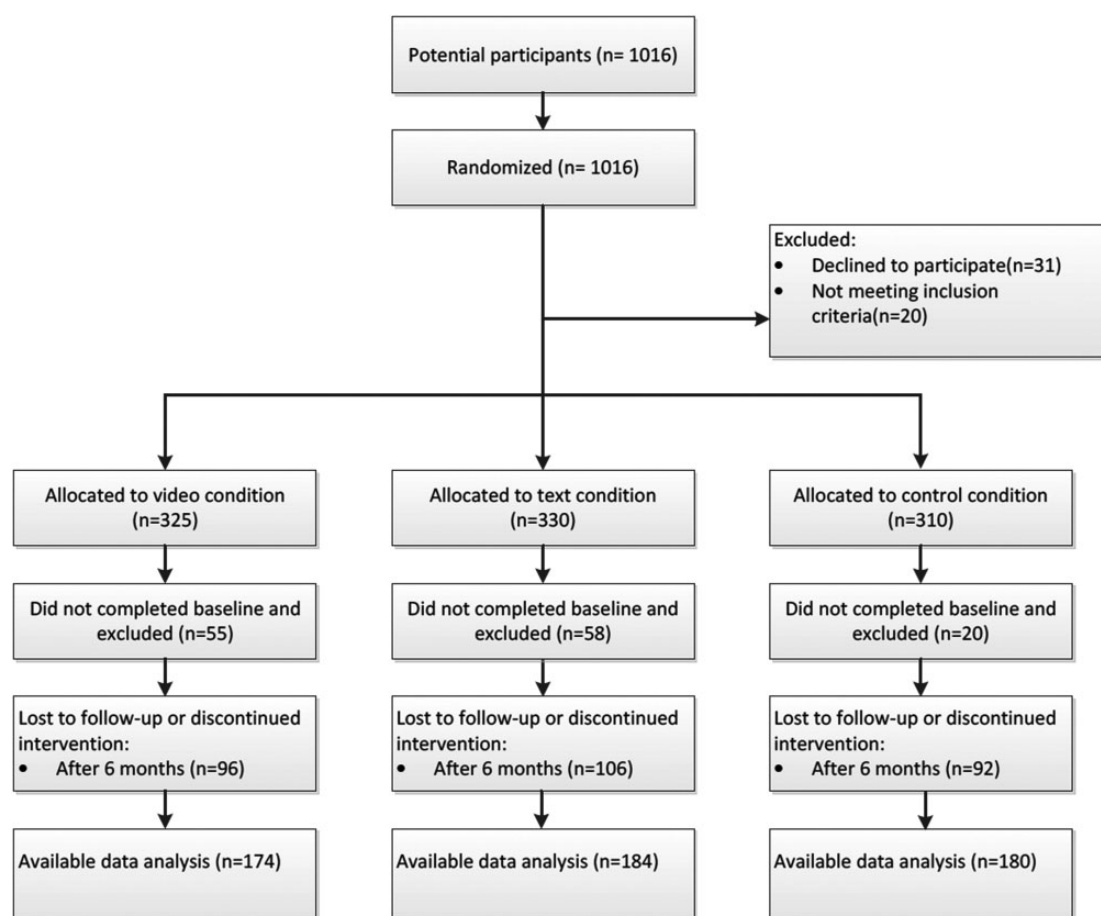 Potential participants (n= 1016)
Randomized (n= 1016)
Excluded:
• Declined to participate(n=31)
• Not meeting inclusion
criteria(n=20)
Allocated to video condition
(n=325)
Allocated to text condition
(n=330)
Allocated to control condition
(n=310)
Did not completed baseline and
excluded (n=55)
Did not completed baseline and
excluded (n=58)
Did not completed baseline and
excluded (n=20)
Lost to follow-up or discontinued
intervention:
• After 6 months (n=96)
Lost to follow-up or discontinued
intervention:
• After 6 months (n=106)
Lost to follow-up or discontinued
intervention:
• After 6 months (n=92)
Available data analysis (n=174)
Available data analysis (n=184)
Available data analysis (n=180)